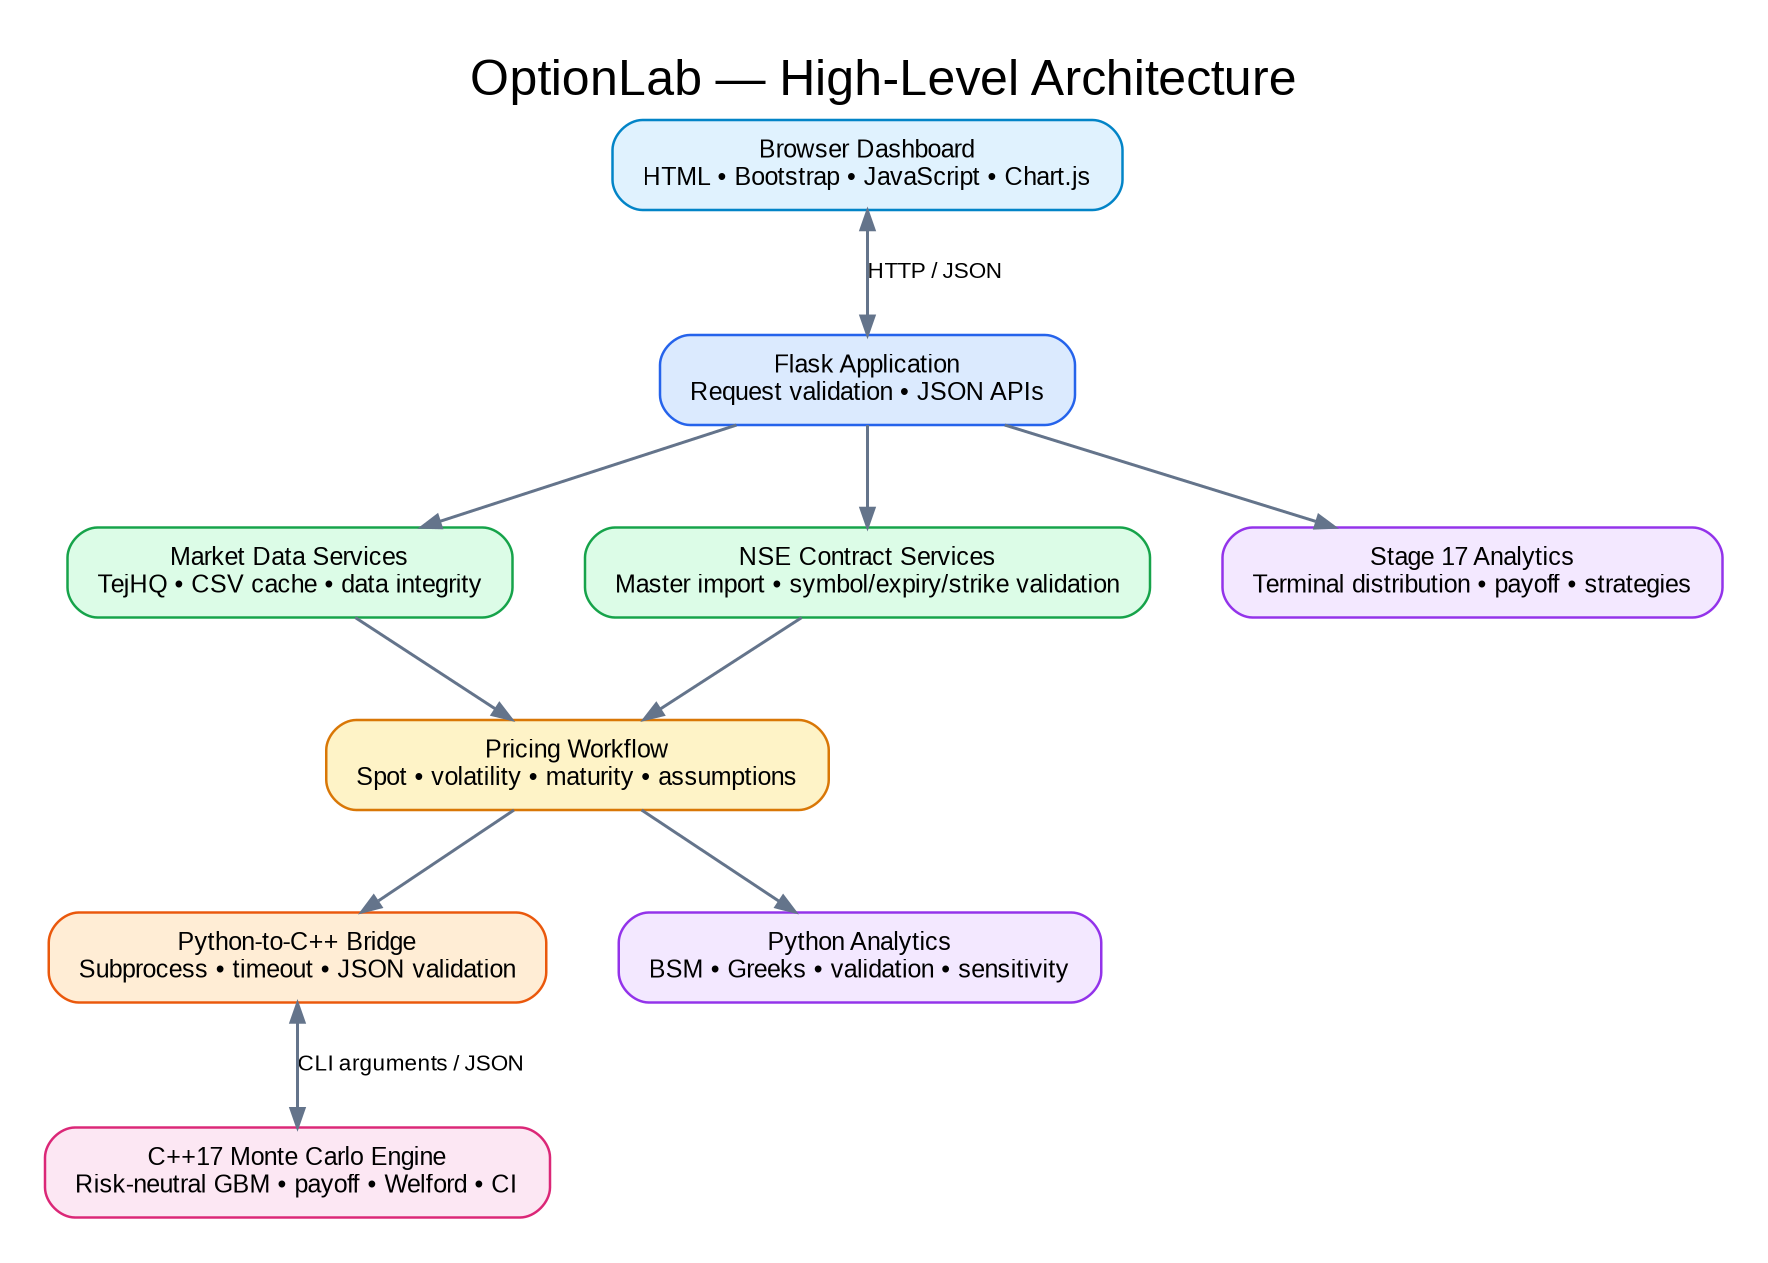 OptionLab — High-Level Architecture
Browser Dashboard
HTML • Bootstrap • JavaScript • Chart.js
HTTP / JSON
Flask Application
Request validation • JSON APIs
Market Data Services
TejHQ • CSV cache • data integrity
NSE Contract Services
Master import • symbol/expiry/strike validation
Stage 17 Analytics
Terminal distribution • payoff • strategies
Pricing Workflow
Spot • volatility • maturity • assumptions
Python-to-C++ Bridge
Subprocess • timeout • JSON validation
Python Analytics
BSM • Greeks • validation • sensitivity
CLI arguments / JSON
C++17 Monte Carlo Engine
Risk-neutral GBM • payoff • Welford • CI